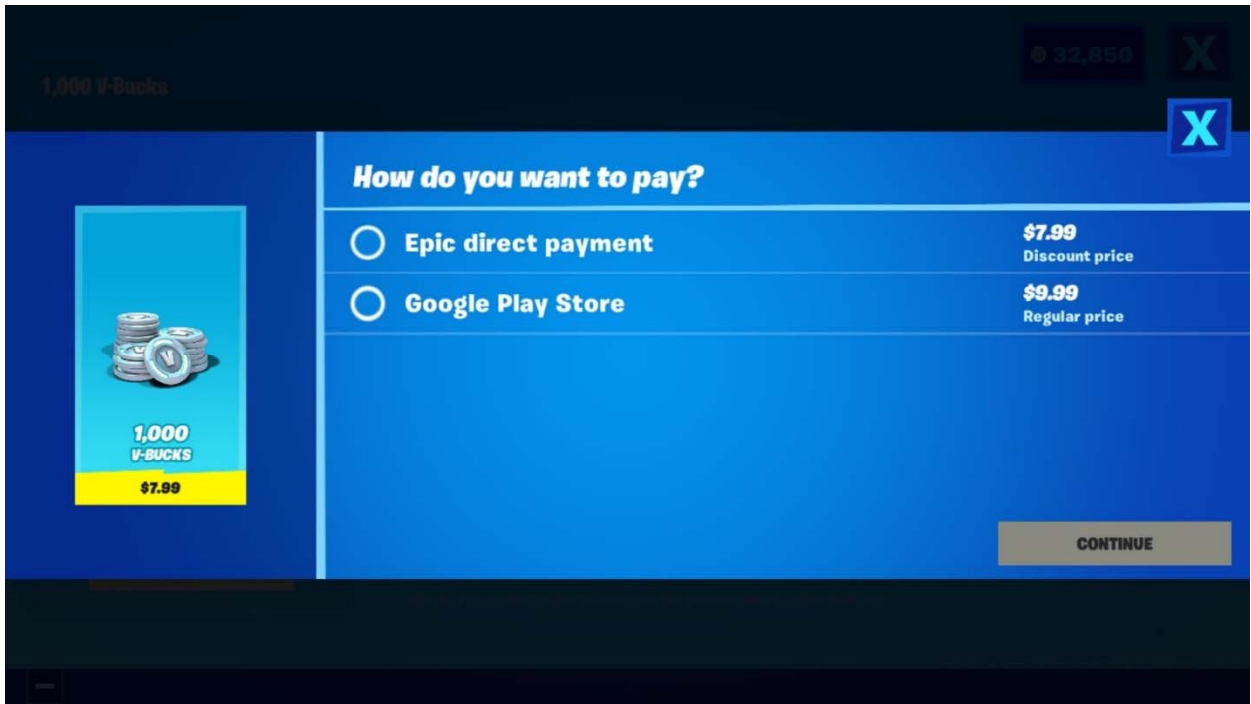 32,850
X
1,000 V-Bucks
X
How do you want to pay?
Epic direct payment
$7.99
Discount price
Google Play Store
$9.99
Regular price
V
1,000
V-BUCKS
$7.99
CONTINUE